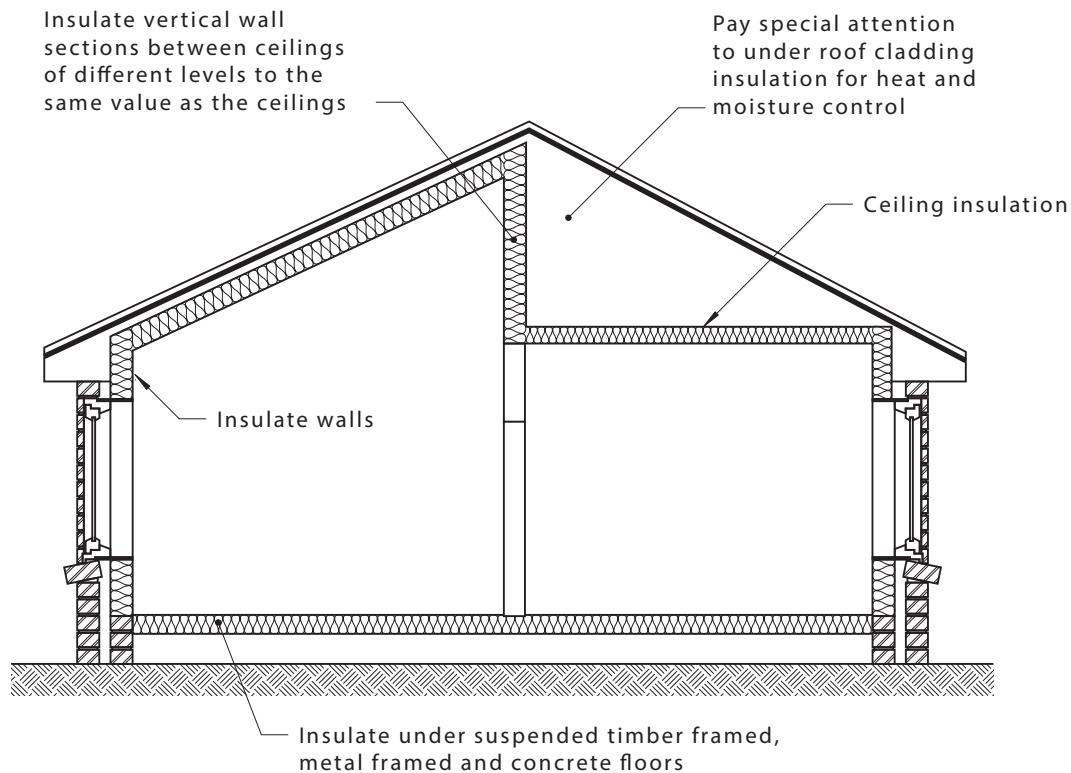 Insulate vertical wall
sections between ceilings
of different levels to the
same value as the ceilings
Pay special attention
to under roof cladding
insulation for heat and
moisture control
Ceiling insulation
Insulate walls
Insulate under suspended timber framed,
metal framed and concrete floors